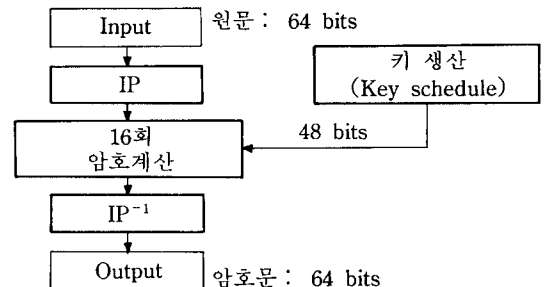 Input
원문 : 64 bits
IP
키 생산
(Key schedule)
16회
암호계산
48 bits
IP⁻¹
Output
암호문 : 64 bits